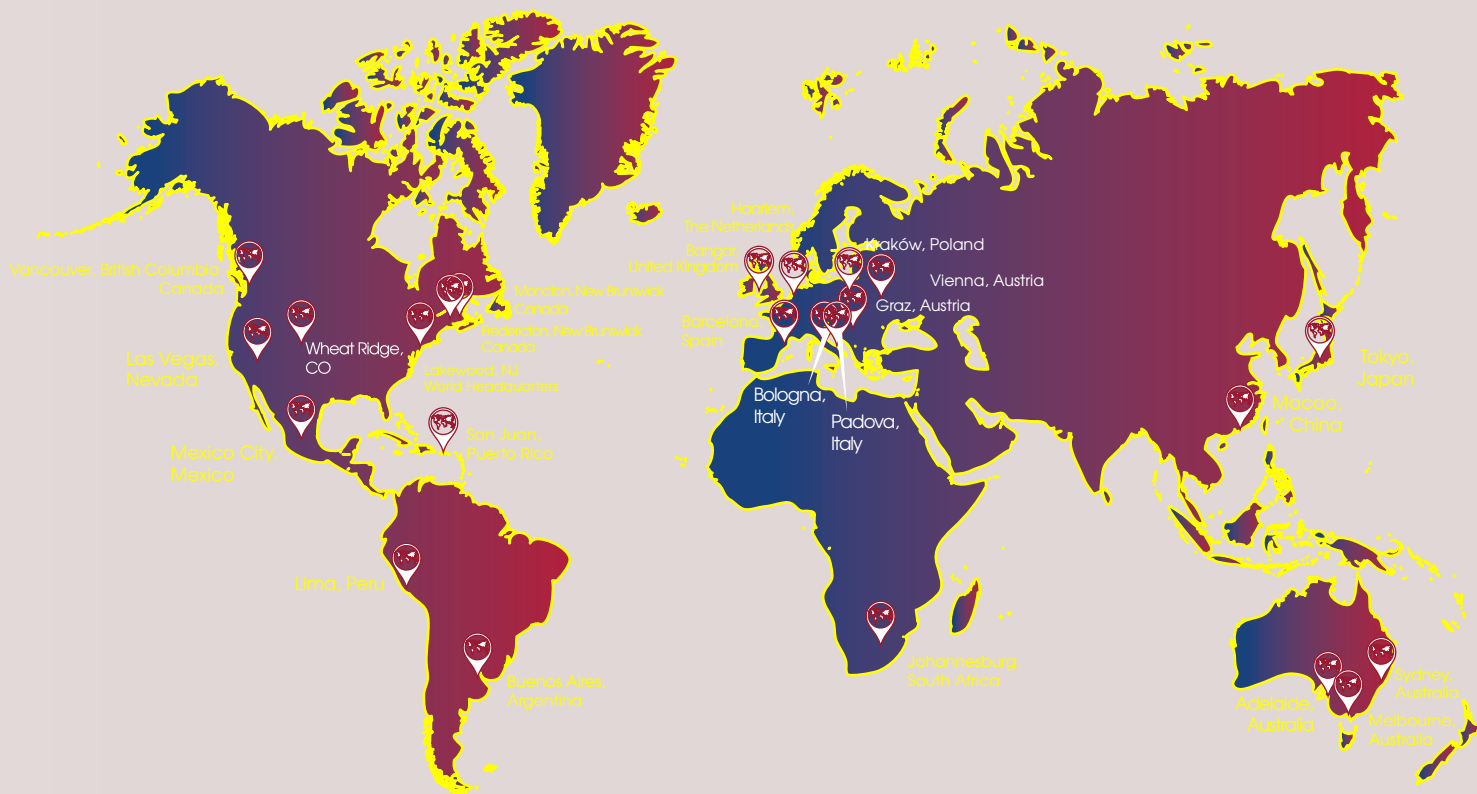 Haarlem,
The Netherlands
Bangor,
United Kingdom
Kraków, Poland
Vienna, Austria
Graz, Austria
Vancouver, British Columbia
Canada
Moncton, New Brunswick
Canada
Fredericton, New Brunswick
Canada
Barcelona,
Spain
Las Vegas,
Nevada
Wheat Ridge,
CO
Lakewood, NJ
World Headquarters
Tokyo,
Japan
Bologna,
Italy
Padova,
Italy
Macao,
China
Mexico City,
Mexico
San Juan,
Puerto Rico
Lima, Peru
Buenos Aires,
Argentina
Johannesburg,
South Africa
Sydney,
Australia
Adelaide,
Australia
Melbourne,
Australia